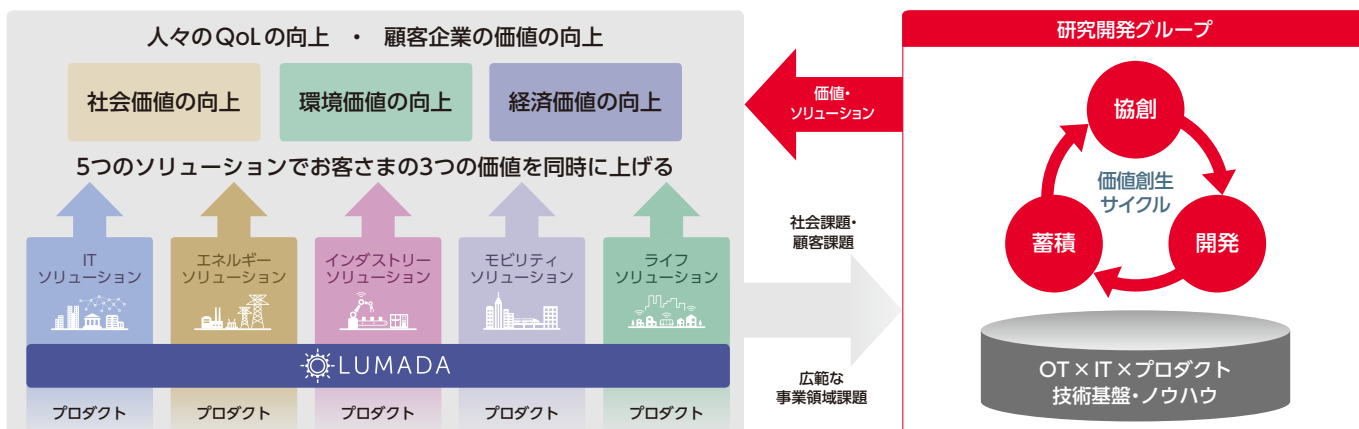 人々のQoLの向上 ・ 顧客企業の価値の向上
社会価値の向上
環境価値の向上
経済価値の向上
5つのソリューションでお客さまの3つの価値を同時に上げる
IT
ソリューション
エネルギー
ソリューション
インダストリー
ソリューション
モビリティ
ソリューション
ライフ
ソリューション
LUMADA
プロダクト
プロダクト
プロダクト
プロダクト
プロダクト
価値・
ソリューション
社会課題・
顧客課題
広範な
事業領域課題
研究開発グループ
協創
価値創生
サイクル
蓄積
開発
OT×IT×プロダクト
技術基盤・ノウハウ